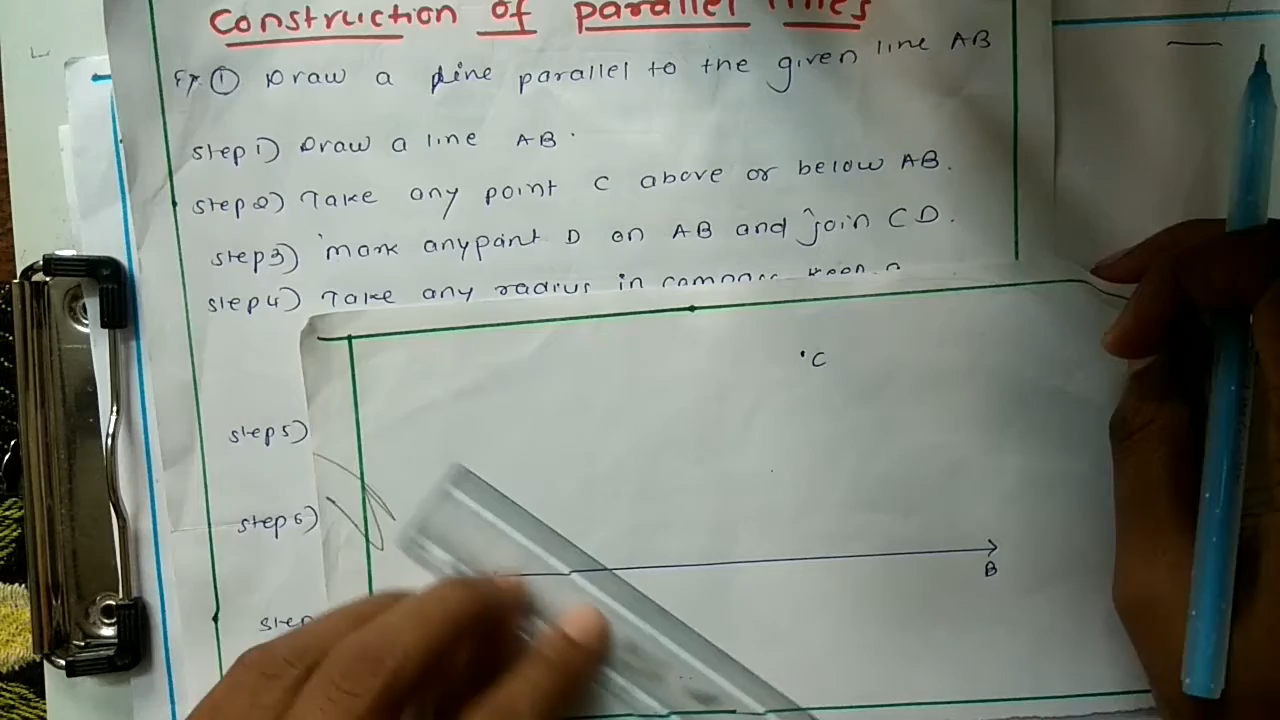 Construction of parallel lines
Ex ① Draw a line parallel to the given line AB
Step 1) Draw a line AB.
Step 2) Take any point C above or below AB.
Step 3) mark any point D on AB and join CD.
Step 4) Take any radius in
C
Step 5)
Step 6)
B